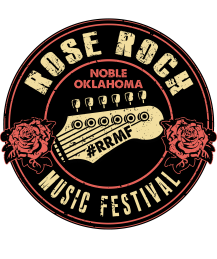 ROSE ROCK
NOBLE
OKLAHOMA
#RRMF
MUSIC FESTIVAL